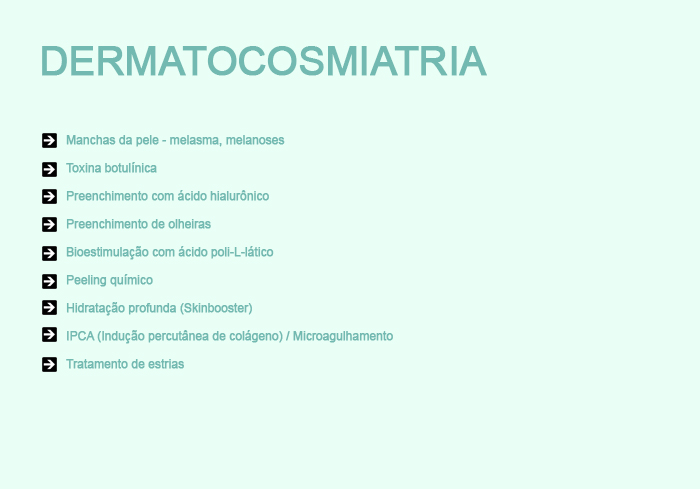 DERMATOCOSMIATRIA
Manchas da pele - melasma, melanoses
Toxina botulínica
Preenchimento com ácido hialurônico
Preenchimento de olheiras
Bioestimulação com ácido poli-L-lático
Peeling químico
Hidratação profunda (Skinbooster)
IPCA (Indução percutânea de colágeno) / Microagulhamento
Tratamento de estrias